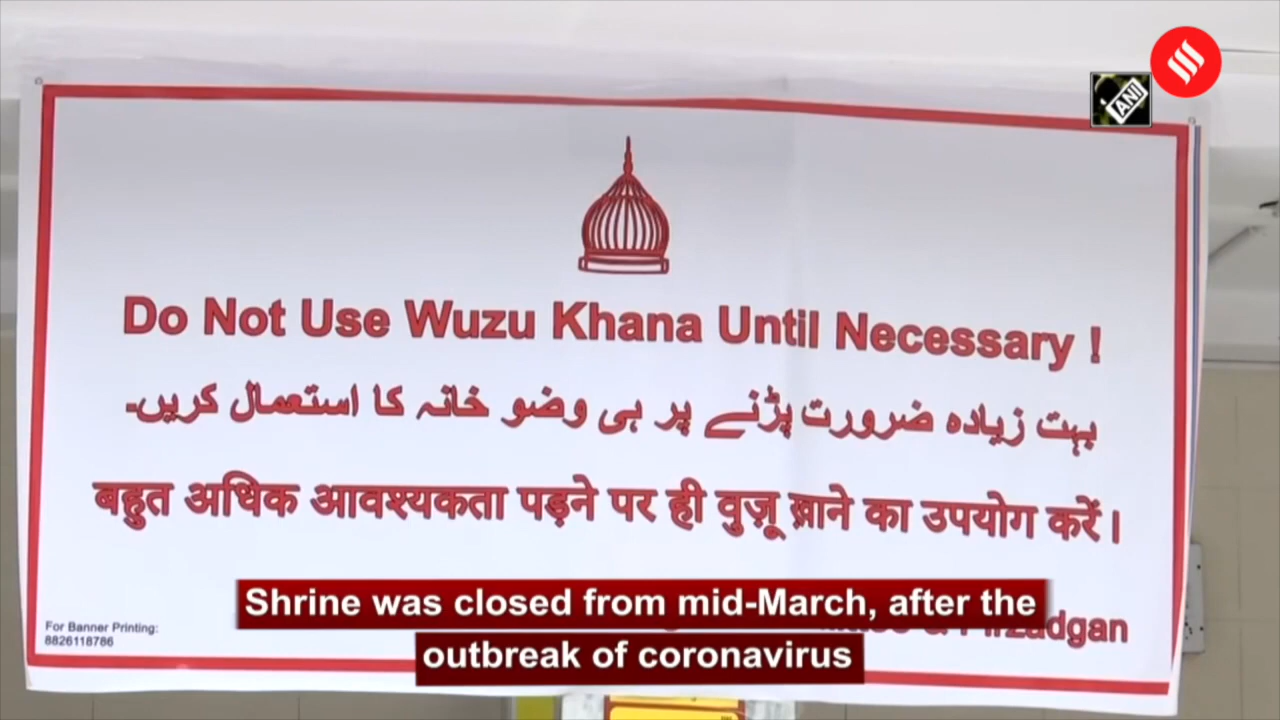 ANI
Do Not Use Wuzu Khana Until Necessary !
بہت زیادہ ضرورت پڑنے پر ہی وضو خانہ کا استعمال کریں۔
बहुत अधिक आवश्यकता पड़ने पर ही वुज़ू ख़ाने का उपयोग करें।
For Banner Printing:
8826118786
Shrine was closed from mid-March, after the
outbreak of coronavirus